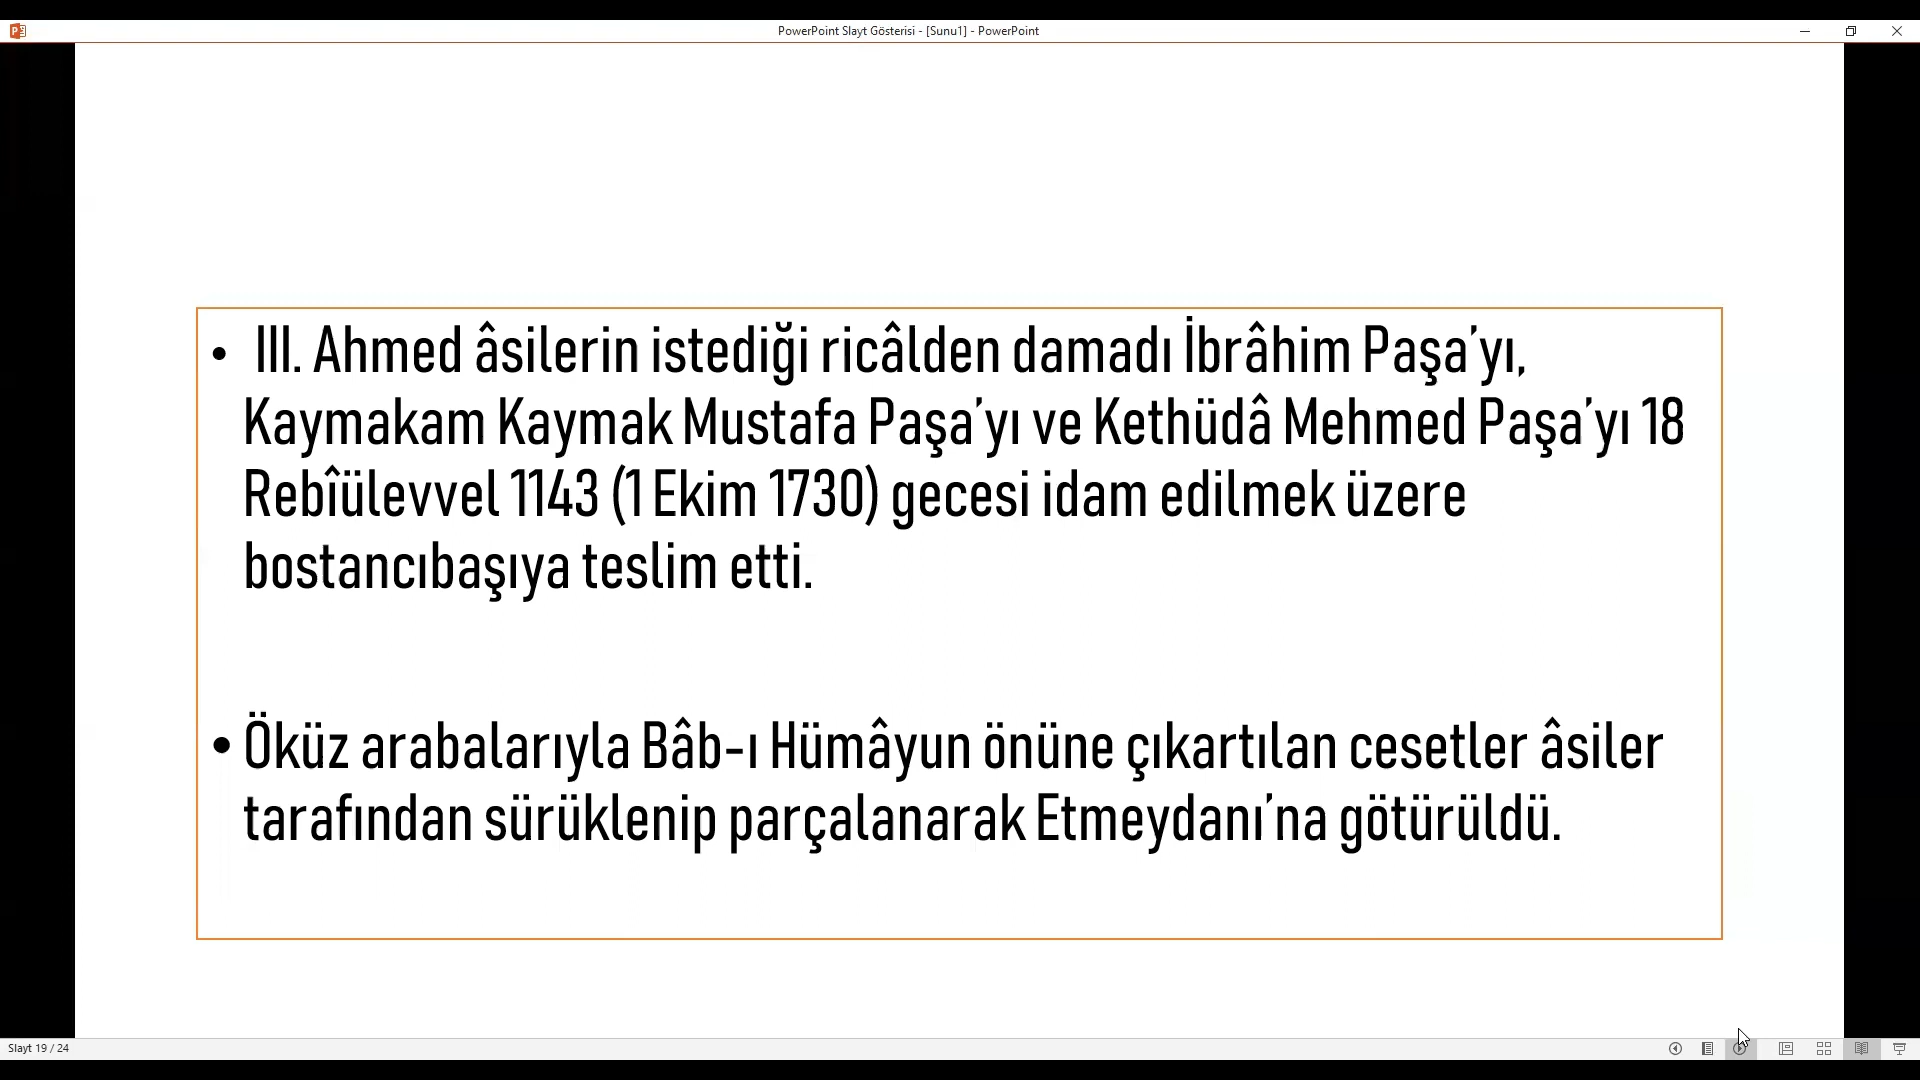 PowerPoint Slayt Gösterisi - [Sunu1] - PowerPoint
• III. Ahmed âsilerin istediği ricâlden damadı İbrâhim Paşa’yı,
Kaymakam Kaymak Mustafa Paşa’yı ve Kethüdâ Mehmed Paşa’yı 18
Rebîülevvel 1143 (1 Ekim 1730) gecesi idam edilmek üzere
bostancıbaşıya teslim etti.
• Öküz arabalarıyla Bâb-ı Hümâyun önüne çıkartılan cesetler âsiler
tarafından sürüklenip parçalanarak Etmeydanı’na götürüldü.
Slayt 19 / 24